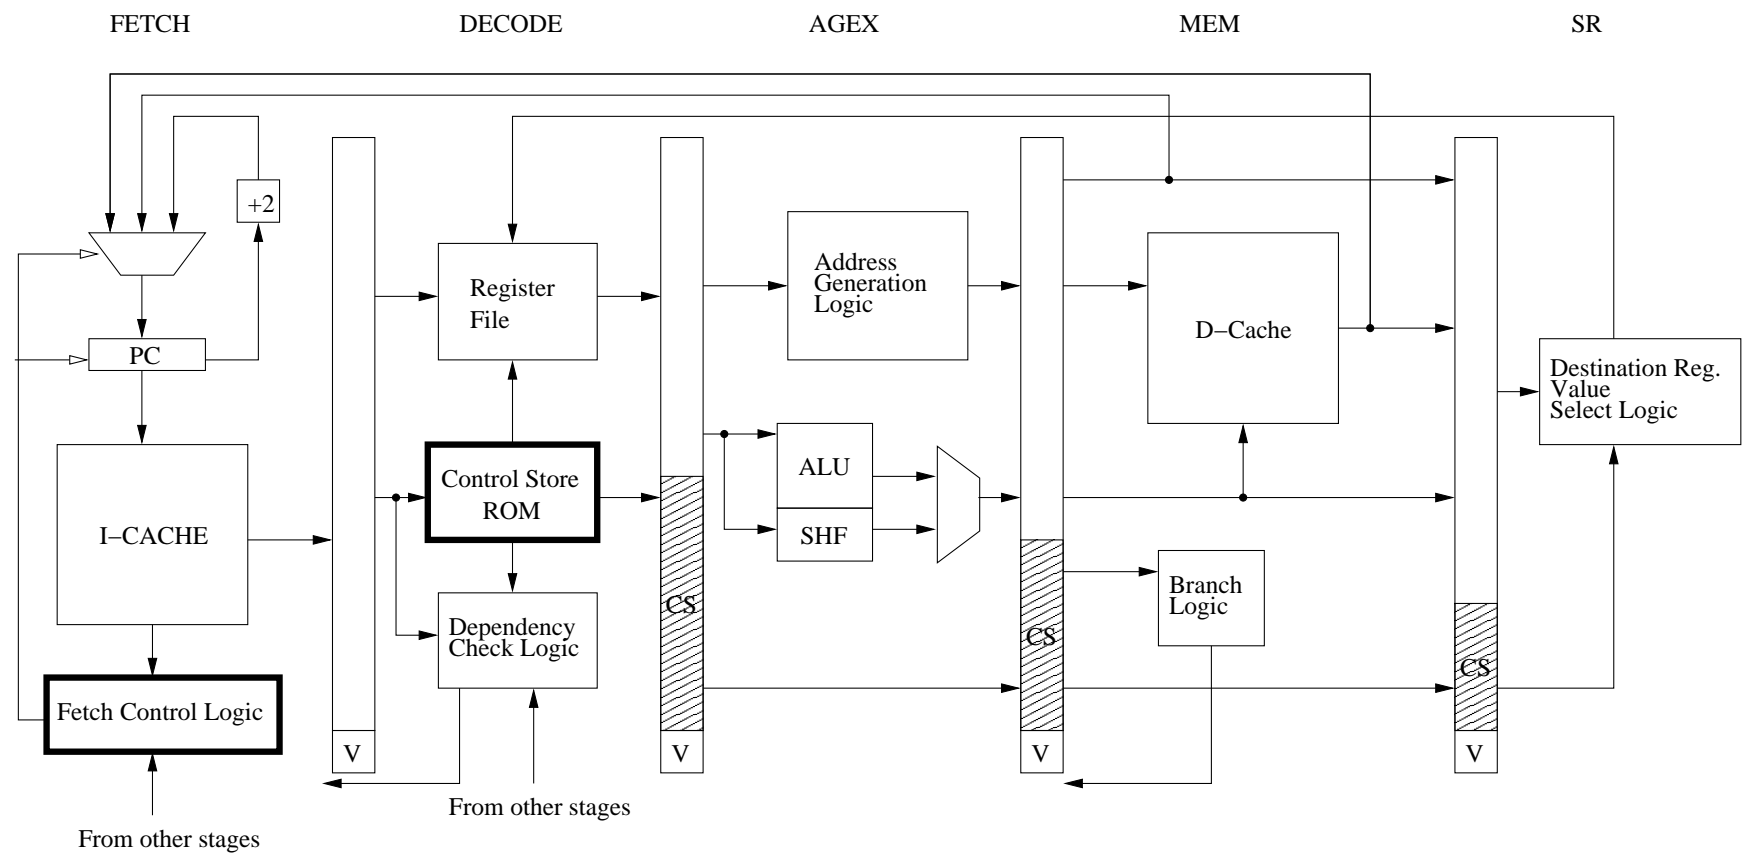 FETCH
DECODE
AGEX
MEM
SR
+2
PC
I−CACHE
Fetch Control Logic
From other stages
V
Register
File
Control Store
ROM
Dependency
Check Logic
From other stages
CS
V
Address
Generation
Logic
ALU
SHF
CS
V
D−Cache
Branch
Logic
CS
V
Destination Reg.
Value
Select Logic